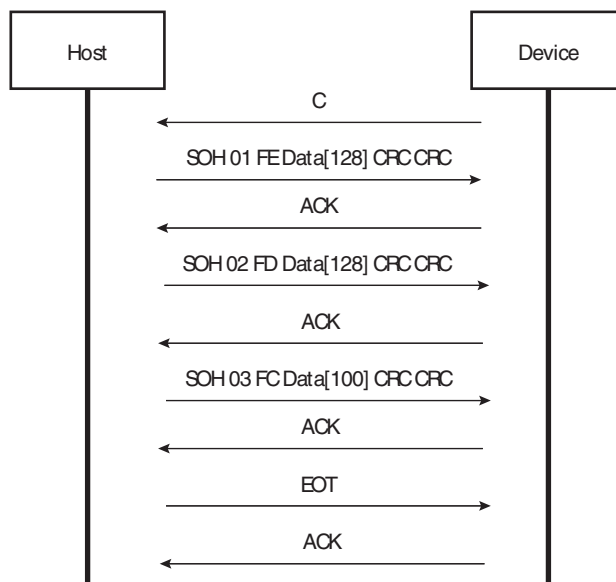 Host
Device
C
SOH 01 FE Data[128] CRC CRC
ACK
SOH 02 FD Data[128] CRC CRC
ACK
SOH 03 FC Data[100] CRC CRC
ACK
EOT
ACK